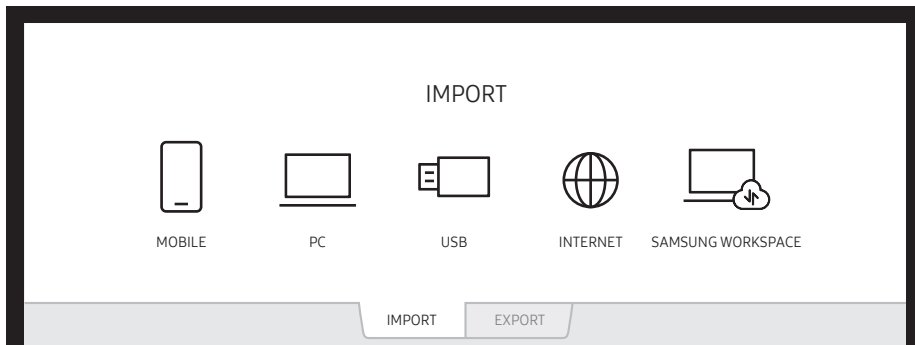 IMPORT
MOBILE PC USB INTERNET SAMSUNG WORKSPACE
IMPORT EXPORT